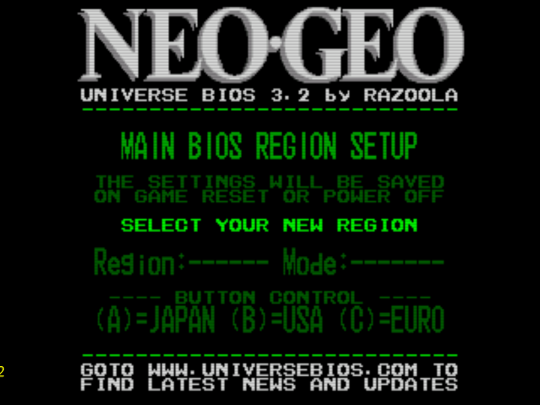 NEO·GEO
UNIVERSE BIOS 3.2 by RAZOOLA
------------------------------
MAIN BIOS REGION SETUP
THE SETTINGS WILL BE SAVED
ON GAME RESET OR POWER OFF
SELECT YOUR NEW REGION
Region:------ Mode:-------
---- BUTTON CONTROL ----
(A)=JAPAN (B)=USA (C)=EURO
------------------------------
2
GOTO WWW.UNIVERSEBIOS.COM TO
FIND LATEST NEWS AND UPDATES